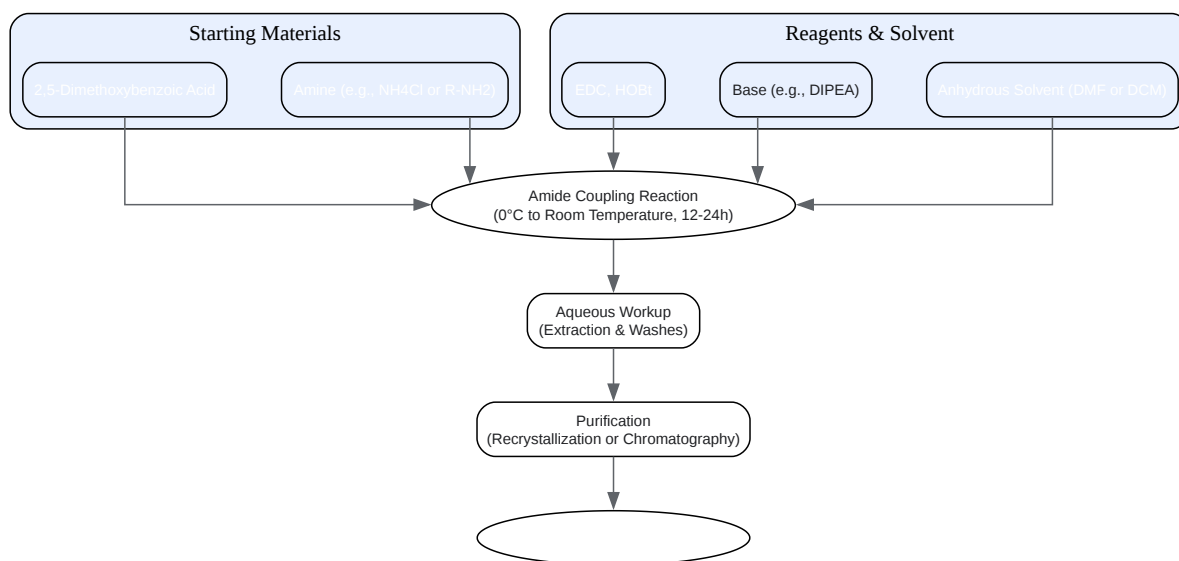 Starting Materials
Reagents & Solvent
2,5-Dimethoxybenzoic Acid
Amine (e.g., NH4Cl or R-NH2)
EDC, HOBt
Base (e.g., DIPEA)
Anhydrous Solvent (DMF or DCM)
Amide Coupling Reaction
(0°C to Room Temperature, 12-24h)
Aqueous Workup
(Extraction & Washes)
Purification
(Recrystallization or Chromatography)